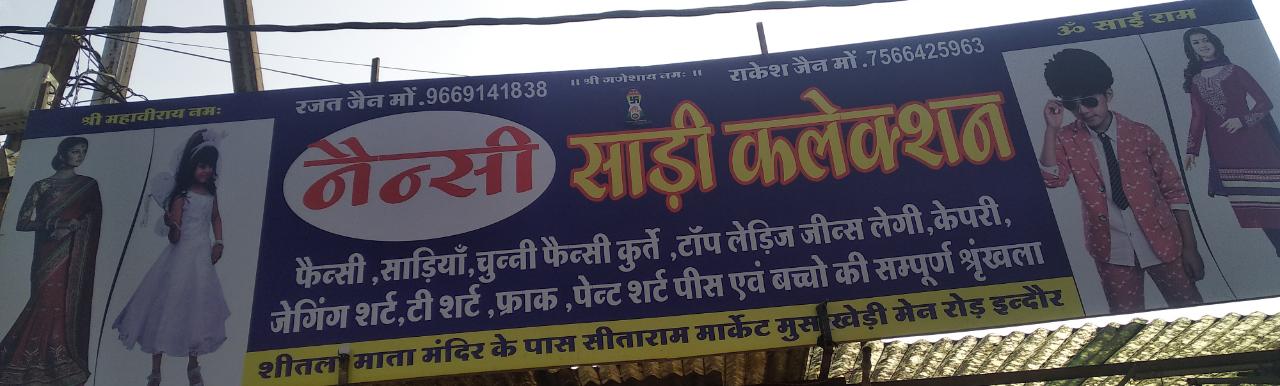 श्री महावीराय नमः
रजत जैन मों.9669141838
।। श्री गणेशाय नमः ।।
राकेश जैन मों.7566425963
ॐ साई राम
नैन्सी साड़ी कलेक्शन
फैन्सी ,साड़ियाँ,चुन्नी फैन्सी कुर्ते ,टॉप लेड़िज जीन्स लेगी,केपरी,
जेगिंग शर्ट,टी शर्ट ,फ्राक ,पेन्ट शर्ट पीस एवं बच्चो की सम्पूर्ण श्रृंखला
शीतला माता मंदिर के पास सीताराम मार्केट मुसाखेड़ी मेन रोड़ इन्दौर